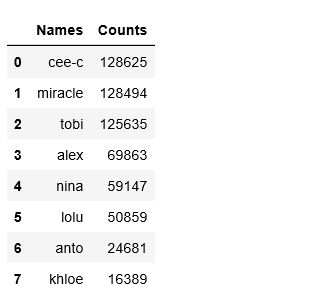 Names Counts
0 cee-c 128625
1 miracle 128494
2 tobi 125635
3 alex 69863
4 nina 59147
5 lolu 50859
6 anto 24681
7 khloe 16389